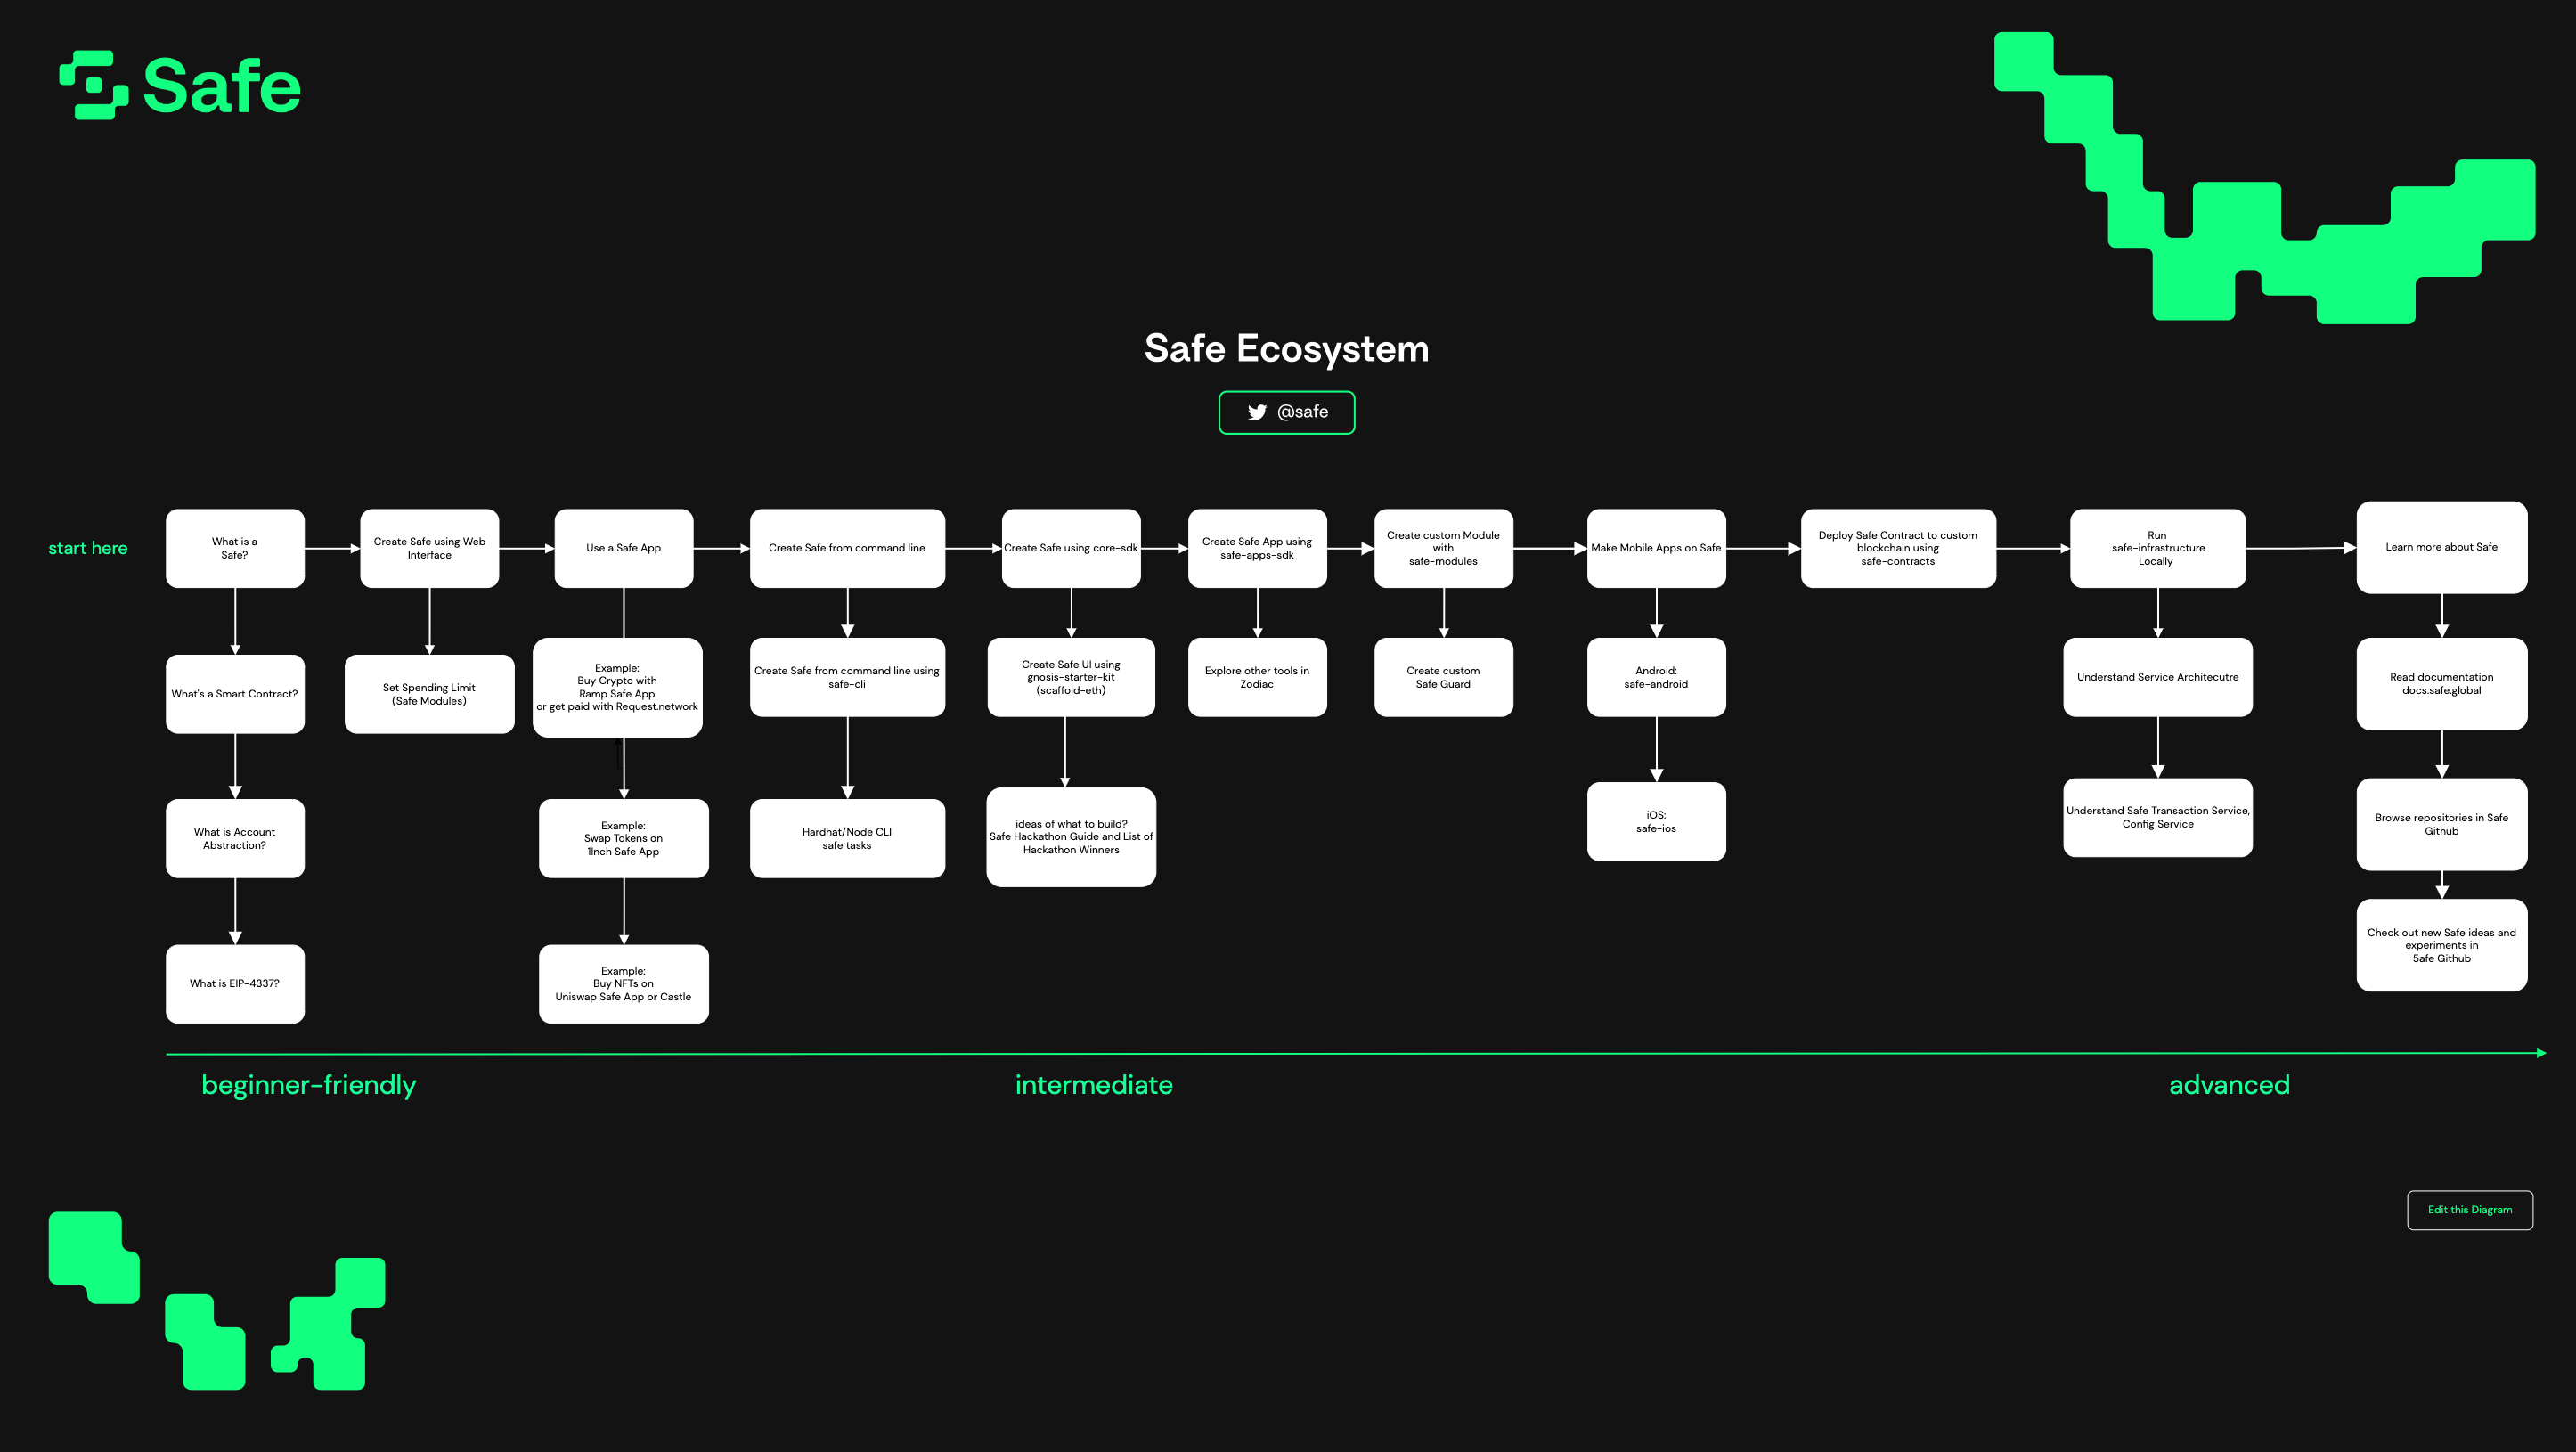 Safe
Safe Ecosystem
@safe
start here
What is a
Safe?
Create Safe using Web
Interface
Use a Safe App
Create Safe from command line
Create Safe using core-sdk
Create Safe App using
safe-apps-sdk
Create custom Module
with
safe-modules
Make Mobile Apps on Safe
Deploy Safe Contract to custom
blockchain using
safe-contracts
Run
safe-infrastructure
Locally
Learn more about Safe
What's a Smart Contract?
Set Spending Limit
(Safe Modules)
Example:
Buy Crypto with
Ramp Safe App
or get paid with Request.network
Create Safe from command line using
safe-cli
Create Safe UI using
gnosis-starter-kit
(scaffold-eth)
Explore other tools in
Zodiac
Create custom
Safe Guard
Android:
safe-android
Understand Service Architecutre
Read documentation
docs.safe.global
What is Account
Abstraction?
Example:
Swap Tokens on
1Inch Safe App
Hardhat/Node CLI
safe tasks
ideas of what to build?
Safe Hackathon Guide and List of
Hackathon Winners
iOS:
safe-ios
Understand Safe Transaction Service,
Config Service
Browse repositories in Safe
Github
What is EIP-4337?
Example:
Buy NFTs on
Uniswap Safe App or Castle
Check out new Safe ideas and
experiments in
5afe Github
beginner-friendly
intermediate
advanced
Edit this Diagram